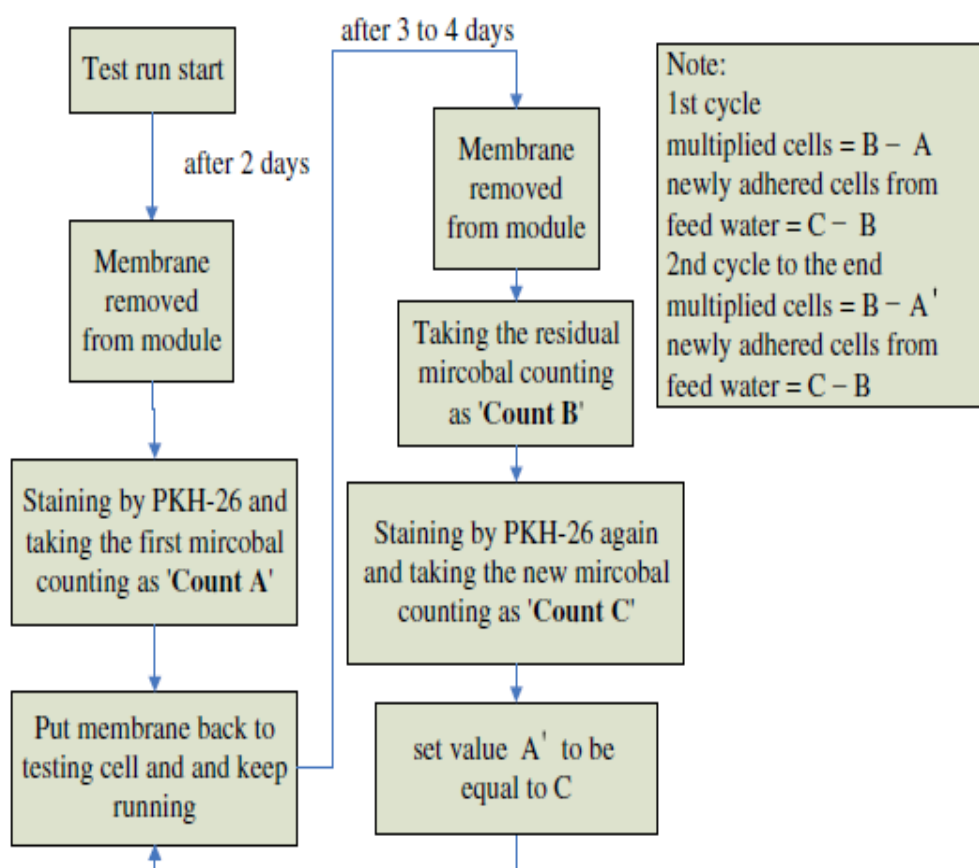 Test run start
after 2 days
Membrane
removed
from module
Staining by PKH-26 and
taking the first mircobal
counting as 'Count A'
Put membrane back to
testing cell and and keep
running
after 3 to 4 days
Membrane
removed
from module
Taking the residual
mircobal counting
as 'Count B'
Staining by PKH-26 again
and taking the new mircobal
counting as 'Count C'
set value A' to be
equal to C
Note:
1st cycle
multiplied cells = B − A
newly adhered cells from
feed water = C − B
2nd cycle to the end
multiplied cells = B − A'
newly adhered cells from
feed water = C − B